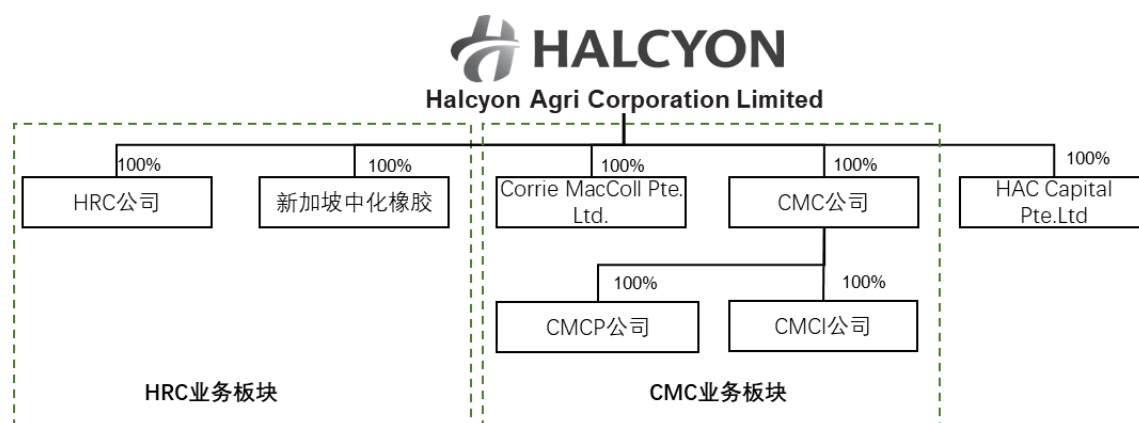 HALCYON
Halcyon Agri Corporation Limited
100%
100%
100%
100%
100%
HRC公司
新加坡中化橡胶
Corrie MacColl Pte.
Ltd.
CMC公司
HAC Capital
Pte.Ltd
100%
100%
CMCP公司
CMCI公司
HRC业务板块
CMC业务板块